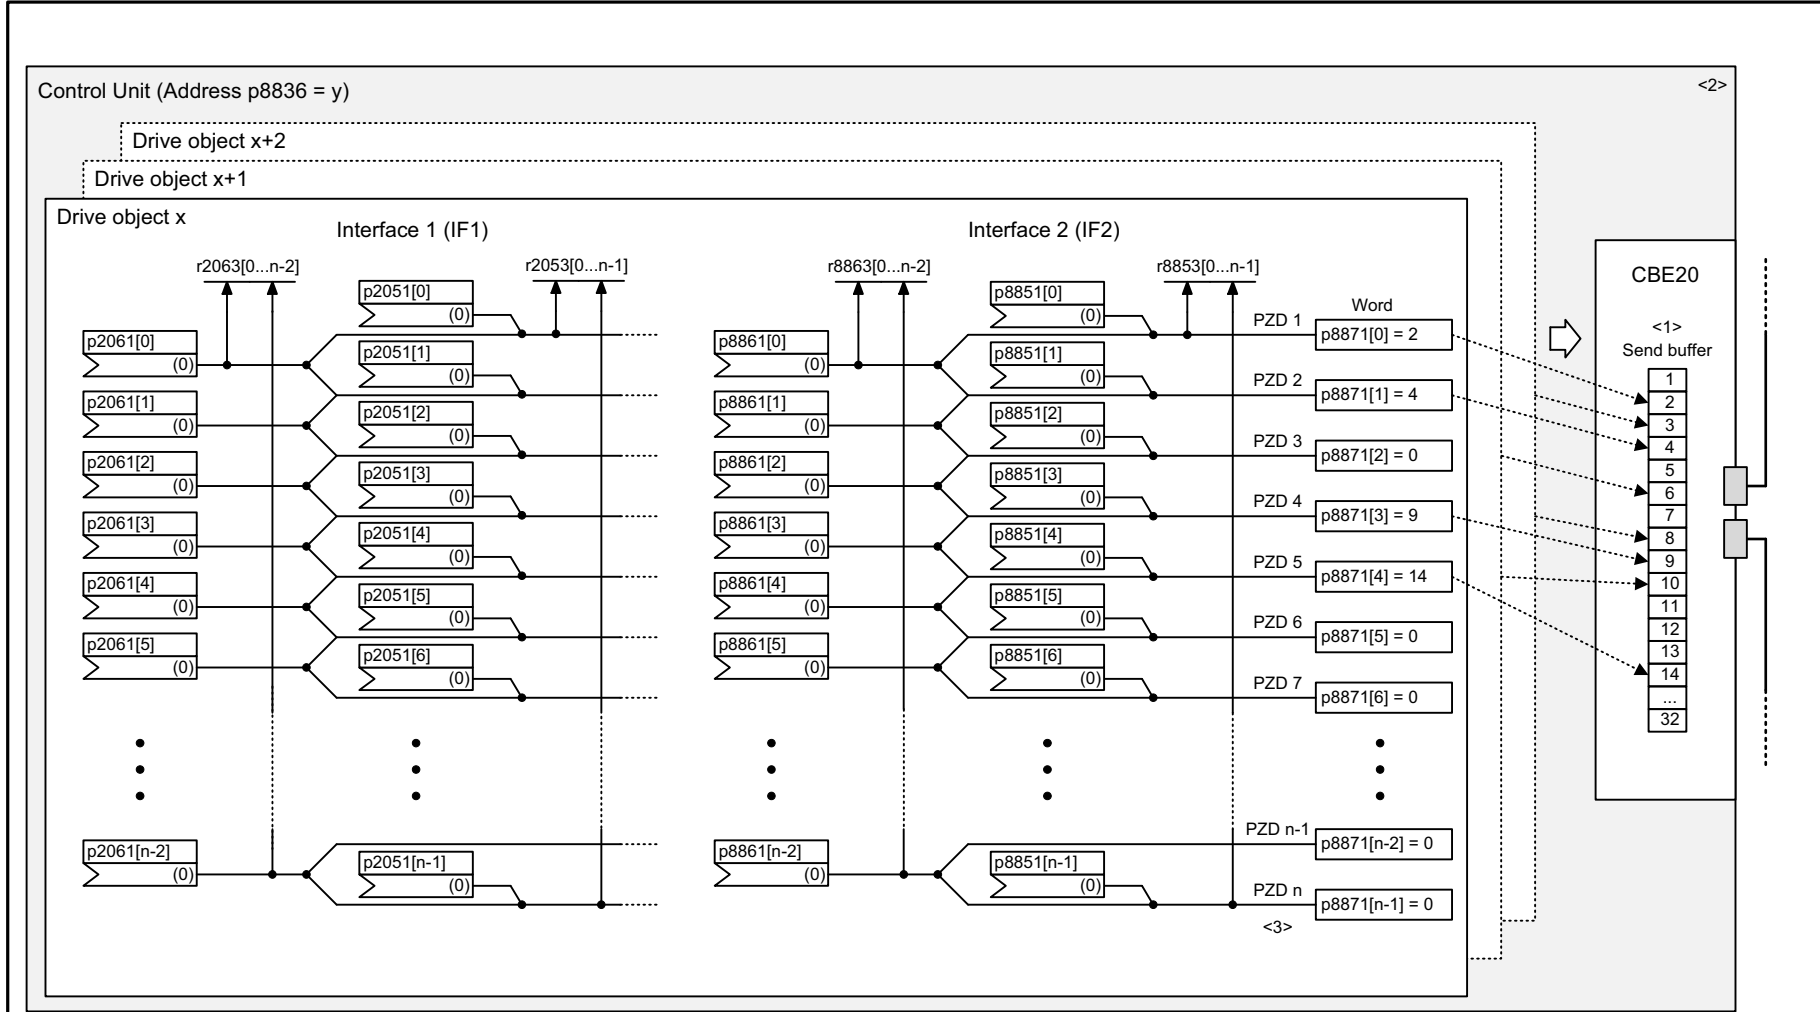 Control Unit (Address p8836 = y)
<2>
Drive object x+2
Drive object x+1
Drive object x
Interface 1 (IF1)
Interface 2 (IF2)
r2063[0...n-2]
r2053[0...n-1]
r8863[0...n-2]
r8853[0...n-1]
p2061[0]
(0)
p2061[1]
(0)
p2061[2]
(0)
p2061[3]
(0)
p2061[4]
(0)
p2061[5]
(0)
p2061[n-2]
(0)
p2051[0]
(0)
p2051[1]
(0)
p2051[2]
(0)
p2051[3]
(0)
p2051[4]
(0)
p2051[5]
(0)
p2051[6]
(0)
p2051[n-1]
(0)
p8861[0]
(0)
p8861[1]
(0)
p8861[2]
(0)
p8861[3]
(0)
p8861[4]
(0)
p8861[5]
(0)
p8861[n-2]
(0)
p8851[0]
(0)
p8851[1]
(0)
p8851[2]
(0)
p8851[3]
(0)
p8851[4]
(0)
p8851[5]
(0)
p8851[6]
(0)
p8851[n-1]
(0)
Word
PZD 1
p8871[0] = 2
PZD 2
p8871[1] = 4
PZD 3
p8871[2] = 0
PZD 4
p8871[3] = 9
PZD 5
p8871[4] = 14
PZD 6
p8871[5] = 0
PZD 7
p8871[6] = 0
PZD n-1
p8871[n-2] = 0
PZD n
p8871[n-1] = 0
<3>
CBE20
<1>
Send buffer
1
2
3
4
5
6
7
8
9
10
11
12
13
14
...
32